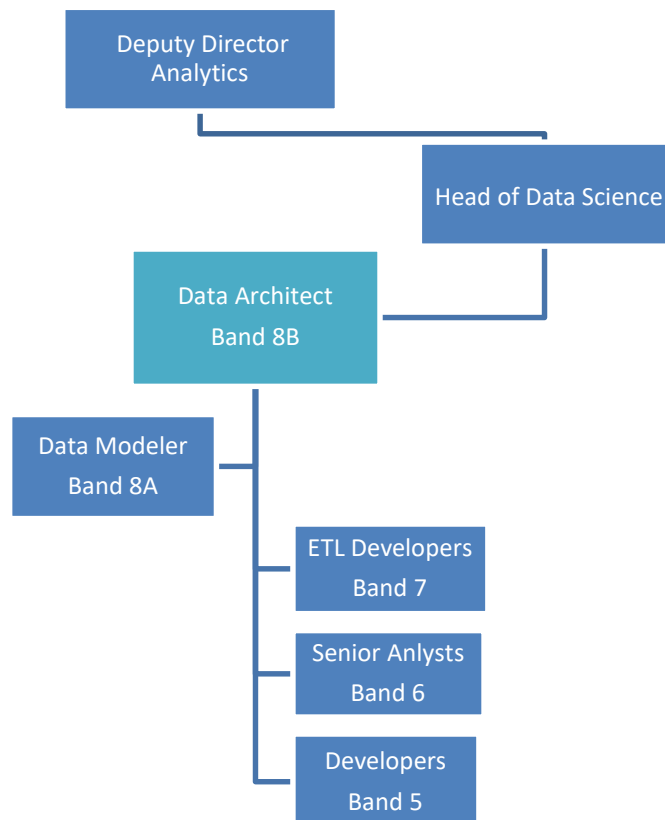 Deputy Director
Analytics
Head of Data Science
Data Architect
Band 8B
Data Modeler
Band 8A
ETL Developers
Band 7
Senior Anlysts
Band 6
Developers
Band 5